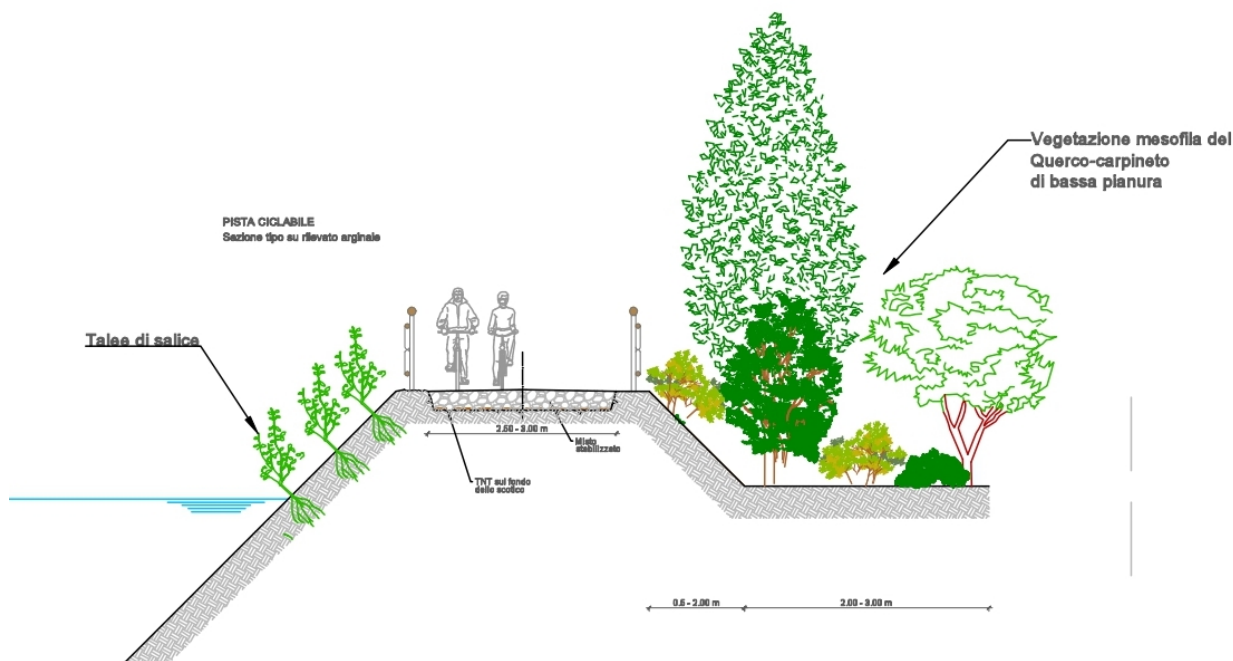 Vegetazione mesofila del
Querco-carpineto
di bassa pianura
PISTA CICLABILE
Sezione tipo su rilevato arginale
Talee di salice
2.50 - 3.00 m
Misto
stabilizzato
TNT sul fondo
dello scotico
0.5 - 2.00 m
2.00 - 3.00 m